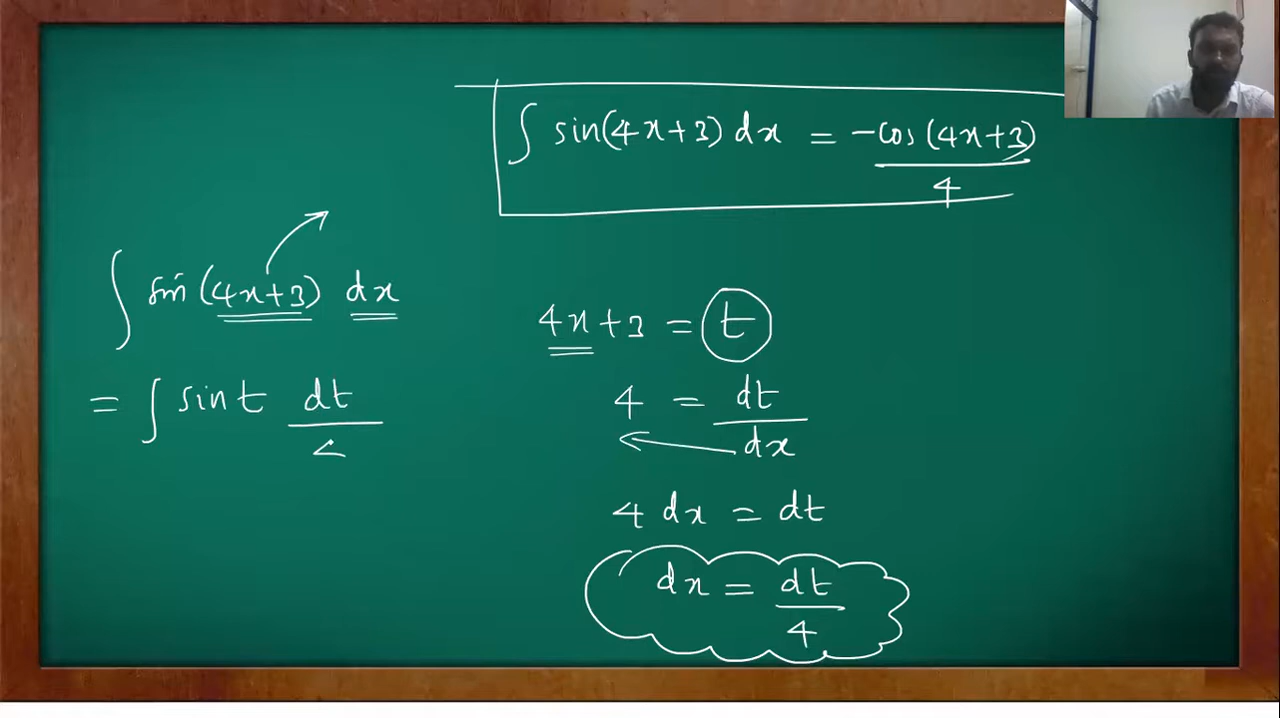 ∫ sin(4x+3) dx = -cos(4x+3)/4
∫ sin(4x+3) dx
= ∫ sin t dt/4
4x+3 = t
4 = dt/dx
4 dx = dt
dx = dt/4